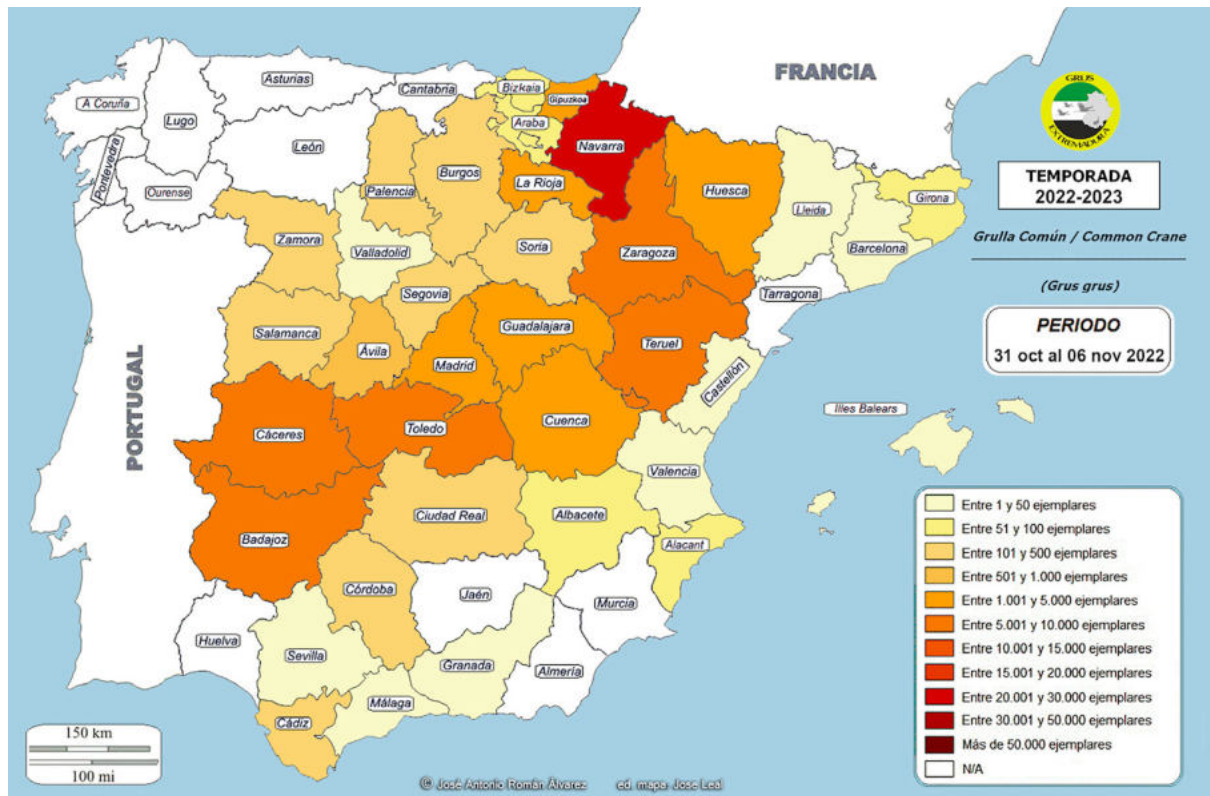 FRANCIA
GRUS
EXTREMADURA
TEMPORADA
2022-2023
Grulla Común / Common Crane
(Grus grus)
PERIODO
31 oct al 06 nov 2022
A Coruña
Lugo
Asturias
Cantabria
Bizkaia
Gipuzkoa
Araba
Navarra
Pontevedra
Ourense
León
Palencia
Burgos
La Rioja
Huesca
Lleida
Girona
Barcelona
Zamora
Valladolid
Soria
Zaragoza
Tarragona
Salamanca
Ávila
Segovia
Madrid
Guadalajara
Teruel
Castellón
Illes Balears
PORTUGAL
Cáceres
Toledo
Cuenca
Valencia
Badajoz
Ciudad Real
Albacete
Alacant
Huelva
Córdoba
Jaén
Murcia
Sevilla
Granada
Almería
Málaga
Cádiz
Entre 1 y 50 ejemplares
Entre 51 y 100 ejemplares
Entre 101 y 500 ejemplares
Entre 501 y 1.000 ejemplares
Entre 1.001 y 5.000 ejemplares
Entre 5.001 y 10.000 ejemplares
Entre 10.001 y 15.000 ejemplares
Entre 15.001 y 20.000 ejemplares
Entre 20.001 y 30.000 ejemplares
Entre 30.001 y 50.000 ejemplares
Más de 50.000 ejemplares
N/A
150 km
100 mi
© José Antonio Román Álvarez ed. mapa: Jose Leal